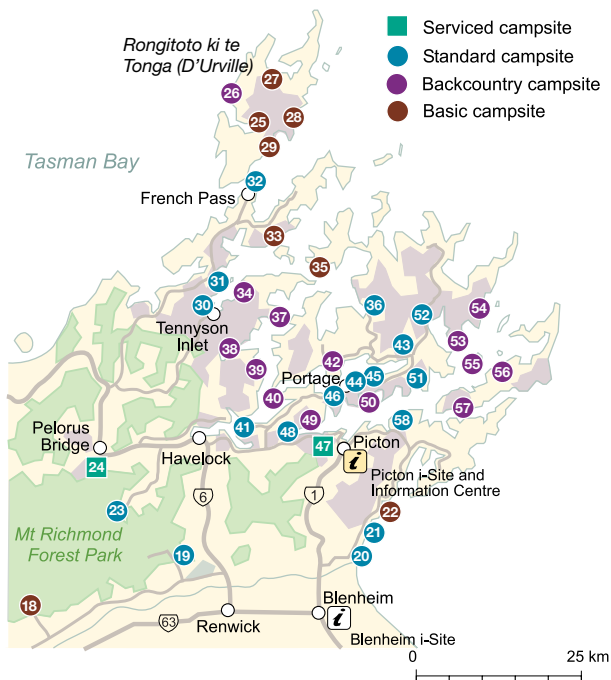 Rongitoto ki te
Tonga (D'Urville)
Serviced campsite
Standard campsite
Backcountry campsite
Basic campsite
27
26
25
28
29
Tasman Bay
32
French Pass
33
35
31
34
30
36
54
52
37
Tennyson
Inlet
53
43
38
42
55
56
39
Portage
44
45
51
46
40
50
57
49
58
41
48
Pelorus
Bridge
47
Picton
Havelock
24
i
Picton i-Site and
Information Centre
6
1
23
22
Mt Richmond
Forest Park
21
19
20
18
Blenheim
63
Renwick
i
Blenheim i-Site
0
25 km